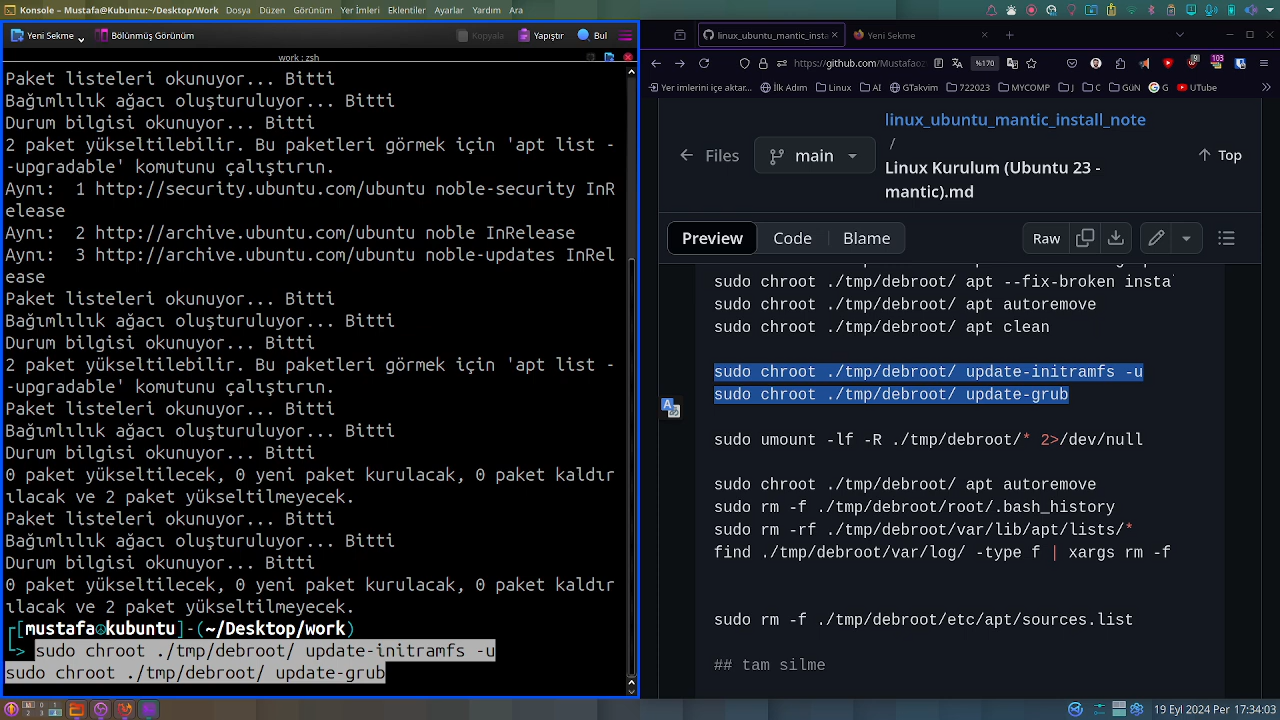 Konsole – Mustafa@Kubuntu:~/Desktop/Work Dosya Düzen Görünüm Yer İmleri Eklentiler Ayarlar Yardım Ara
Yeni Sekme Bölünmüş Görünüm Kopyala Yapıştır Bul
work : zsh
Paket listeleri okunuyor... Bitti
Bağımlılık ağacı oluşturuluyor... Bitti
Durum bilgisi okunuyor... Bitti
2 paket yükseltilebilir. Bu paketleri görmek için 'apt list -
-upgradable' komutunu çalıştırın.
Aynı: 1 http://security.ubuntu.com/ubuntu noble-security InR
elease
Aynı: 2 http://archive.ubuntu.com/ubuntu noble InRelease
Aynı: 3 http://archive.ubuntu.com/ubuntu noble-updates InRel
ease
Paket listeleri okunuyor... Bitti
Bağımlılık ağacı oluşturuluyor... Bitti
Durum bilgisi okunuyor... Bitti
2 paket yükseltilebilir. Bu paketleri görmek için 'apt list -
-upgradable' komutunu çalıştırın.
Paket listeleri okunuyor... Bitti
Bağımlılık ağacı oluşturuluyor... Bitti
Durum bilgisi okunuyor... Bitti
0 paket yükseltilecek, 0 yeni paket kurulacak, 0 paket kaldır
ılacak ve 2 paket yükseltilmeyecek.
Paket listeleri okunuyor... Bitti
Bağımlılık ağacı oluşturuluyor... Bitti
Durum bilgisi okunuyor... Bitti
0 paket yükseltilecek, 0 yeni paket kurulacak, 0 paket kaldır
ılacak ve 2 paket yükseltilmeyecek.
┌[mustafa☮kubuntu]-(~/Desktop/work)
└> sudo chroot ./tmp/debroot/ update-initramfs -u
sudo chroot ./tmp/debroot/ update-grub
linux_ubuntu_mantic_insta Yeni Sekme
https://github.com/Mustafao %170
103
Yer imlerini içe aktar... İlk Adım Linux AI GTakvim 722023 MYCOMP J C GüN G UTube
linux_ubuntu_mantic_install_note
/
Files main Top
Linux Kurulum (Ubuntu 23 -
mantic).md
Preview Code Blame Raw
sudo chroot ./tmp/debroot/ apt --fix-broken insta
sudo chroot ./tmp/debroot/ apt autoremove
sudo chroot ./tmp/debroot/ apt clean
sudo chroot ./tmp/debroot/ update-initramfs -u
sudo chroot ./tmp/debroot/ update-grub
sudo umount -lf -R ./tmp/debroot/* 2>/dev/null
sudo chroot ./tmp/debroot/ apt autoremove
sudo rm -f ./tmp/debroot/root/.bash_history
sudo rm -rf ./tmp/debroot/var/lib/apt/lists/*
find ./tmp/debroot/var/log/ -type f | xargs rm -f
sudo rm -f ./tmp/debroot/etc/apt/sources.list
## tam silme
19 Eyl 2024 Per 17:34:03